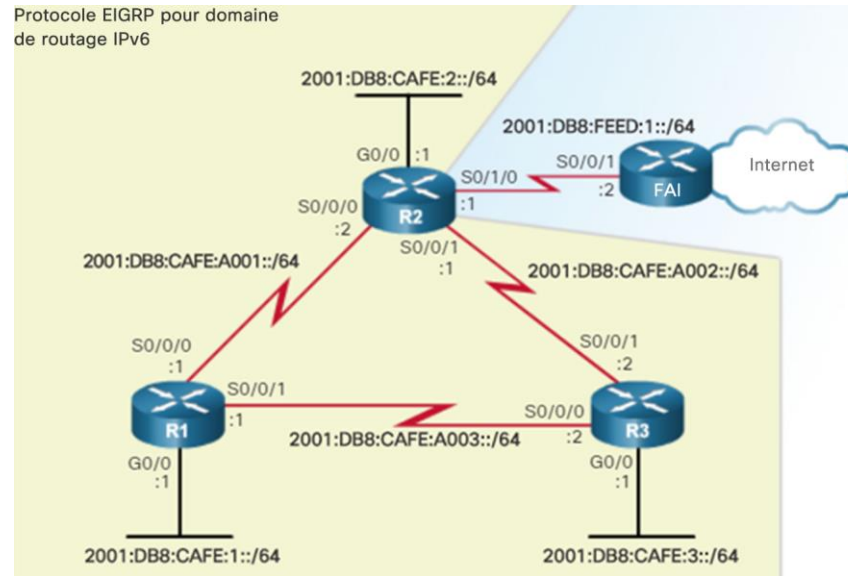 Protocole EIGRP pour domaine
de routage IPv6
2001:DB8:CAFE:2::/64
2001:DB8:FEED:1::/64
G0/0 :1
S0/0/1
Internet
S0/1/0
:2
FAI
S0/0/0
R2
:1
:2
S0/0/1
:1
2001:DB8:CAFE:A001::/64
2001:DB8:CAFE:A002::/64
S0/0/0
:1
S0/0/1
:2
S0/0/1
R1
:1
S0/0/0
R3
2001:DB8:CAFE:A003::/64
:2
G0/0
:1
G0/0
:1
2001:DB8:CAFE:1::/64
2001:DB8:CAFE:3::/64